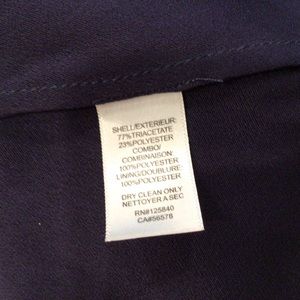 SHELL/EXTERIEUR:
77%TRIACETATE
23%POLYESTER
COMBO/
COMBINAISON
100%POLYESTER
LINING/DOUBLURE
100%POLYESTER
DRY CLEAN ONLY
NETTOYER A SEC
RN#125840
CA#56578